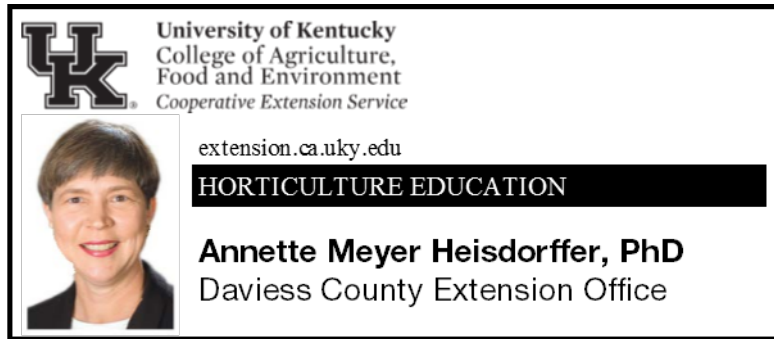 UK
University of Kentucky
College of Agriculture,
Food and Environment
Cooperative Extension Service
extension.ca.uky.edu
HORTICULTURE EDUCATION
Annette Meyer Heisdorffer, PhD
Daviess County Extension Office